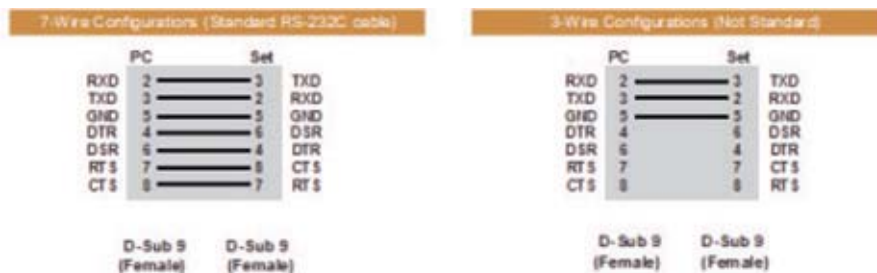 7-Wire Configurations (Standard RS-232C cable)
PC Set
RXD 2 3 TXD
TXD 3 2 RXD
GND 5 5 GND
DTR 4 6 DSR
DSR 6 4 DTR
RTS 7 8 CTS
CTS 8 7 RTS
D-Sub 9 D-Sub 9
(Female) (Female)
3-Wire Configurations (Not Standard)
PC Set
RXD 2 3 TXD
TXD 3 2 RXD
GND 5 5 GND
DTR 4 6 DSR
DSR 6 4 DTR
RTS 7 7 CTS
CTS 8 8 RTS
D-Sub 9 D-Sub 9
(Female) (Female)